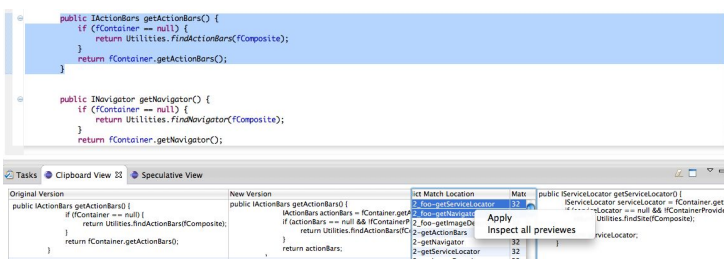 public IActionBars getActionBars() {
if (fContainer == null) {
return Utilities.findActionBars(fComposite);
}
return fContainer.getActionBars();
}
public INavigator getNavigator() {
if (fContainer == null) {
return Utilities.findNavigator(fComposite);
}
return fContainer.getNavigator();
Tasks Clipboard View Speculative View
Original Version
public IActionBars getActionBars() {
if (fContainer == null) {
return Utilities.findActionBars(fComposite);
}
return fContainer.getActionBars();
}
New Version
public IActionBars getActionBars() {
IActionBars actionBars = fContainer.getA
if (actionBars == null && !fContainerP
return Utilities.findActionBars(fC
}
return actionBars;
}
ict Match Location Matc
2_foo-getServiceLocator 32
2_foo-getNavigato
2_foo-getImageDe
2-getActionBars
2-getNavigator 32
2-getServiceLocator 32
Apply
Inspect all previewes
public IServiceLocator getServiceLocator() {
IServiceLocator serviceLocator = fContainer.get
== null && !fContainerProvide
Utilities.findSite(fComposite);
rviceLocator;
}